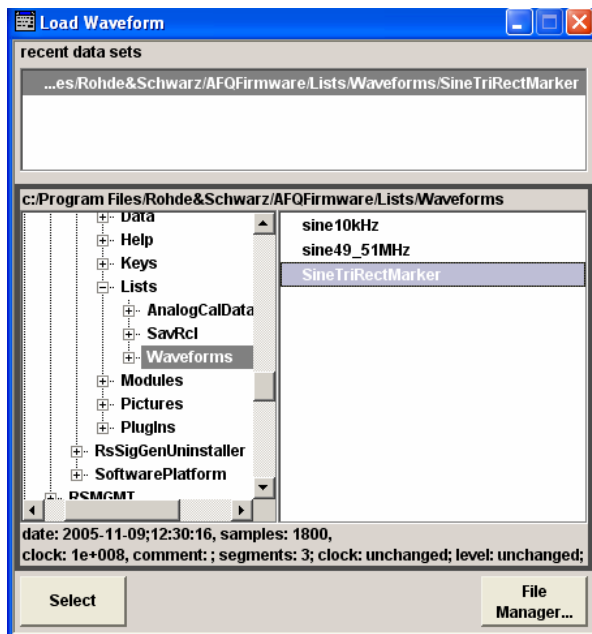 Load Waveform
recent data sets
...es/Rohde&Schwarz/AFQFirmware/Lists/Waveforms/SineTriRectMarker
c:/Program Files/Rohde&Schwarz/AFQFirmware/Lists/Waveforms
Data
Help
Keys
Lists
AnalogCalData
SavRcl
Waveforms
Modules
Pictures
PlugIns
RsSigGenUninstaller
SoftwarePlatform
RSMGMT
sine10kHz
sine49_51MHz
SineTriRectMarker
date: 2005-11-09;12:30:16, samples: 1800,
clock: 1e+008, comment: ; segments: 3; clock: unchanged; level: unchanged;
Select
File
Manager...